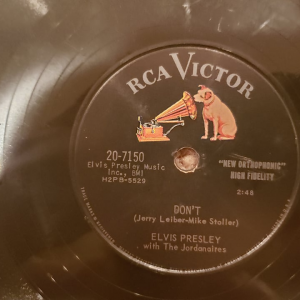 RCA VICTOR
20-7150
Elvis Presley Music
Inc., BMI
H2PB-5529
"NEW ORTHOPHONIC"
HIGH FIDELITY
2:48
DON'T
(Jerry Leiber-Mike Stoller)
ELVIS PRESLEY
with The Jordanaires